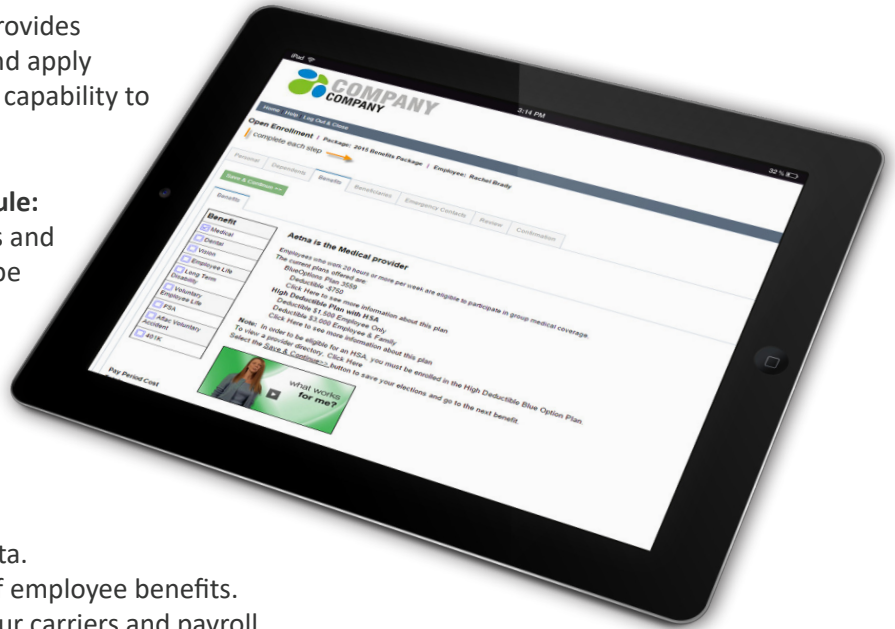 rovides
nd apply
capability to
ule:
s and
be
ta.
f employee benefits.
ur carriers and payroll
iPad
3:14 PM
32 %
COMPANY
COMPANY
Home Help Log Out & Close
Open Enrollment | Package: 2015 Benefits Package | Employee: Rachel Brady
complete each step
Personal Dependents Benefits Beneficiaries Emergency Contacts Review Confirmation
Save & Continue >>
Benefits
Benefit
Medical
Dental
Vision
Employee Life
Long Term
Disability
Voluntary
Employee Life
FSA
Aflac Voluntary
Accident
401K
Pay Period Cost
Aetna is the Medical provider
Employees who work 20 hours or more per week are eligible to participate in group medical coverage.
The current plans offered are:
BlueOptions Plan 3559
Deductible -$750
Click Here to see more information about this plan
High Deductible Plan with HSA
Deductible $1,500 Employee Only
Deductible $3,000 Employee & Family
Click Here to see more information about this plan
Note: In order to be eligible for an HSA, you must be enrolled in the High Deductible Blue Option Plan
To view a provider directory, Click Here
Select the Save & Continue>> button to save your elections and go to the next benefit.
what works
for me?